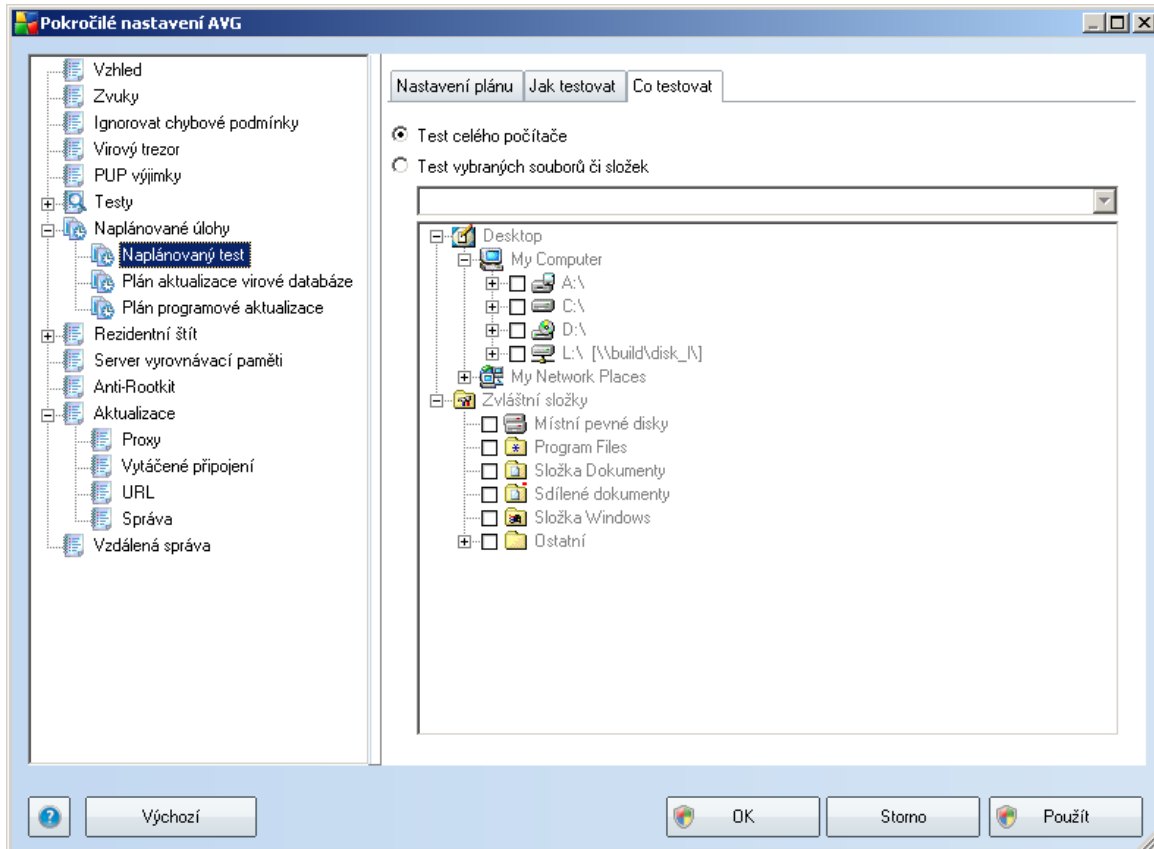 Pokročilé nastavení AVG
Vzhled
Zvuky
Ignorovat chybové podmínky
Virový trezor
PUP výjimky
Testy
Naplánované úlohy
Naplánovaný test
Plán aktualizace virové databáze
Plán programové aktualizace
Rezidentní štít
Server vyrovnávací paměti
Anti-Rootkit
Aktualizace
Proxy
Vytáčené připojení
URL
Správa
Vzdálená správa
Nastavení plánu
Jak testovat
Co testovat
Test celého počítače
Test vybraných souborů či složek
Desktop
My Computer
A:\
C:\
D:\
L:\ [\\build\disk_l\]
My Network Places
Zvláštní složky
Místní pevné disky
Program Files
Složka Dokumenty
Sdílené dokumenty
Složka Windows
Ostatní
Výchozí
OK
Storno
Použít